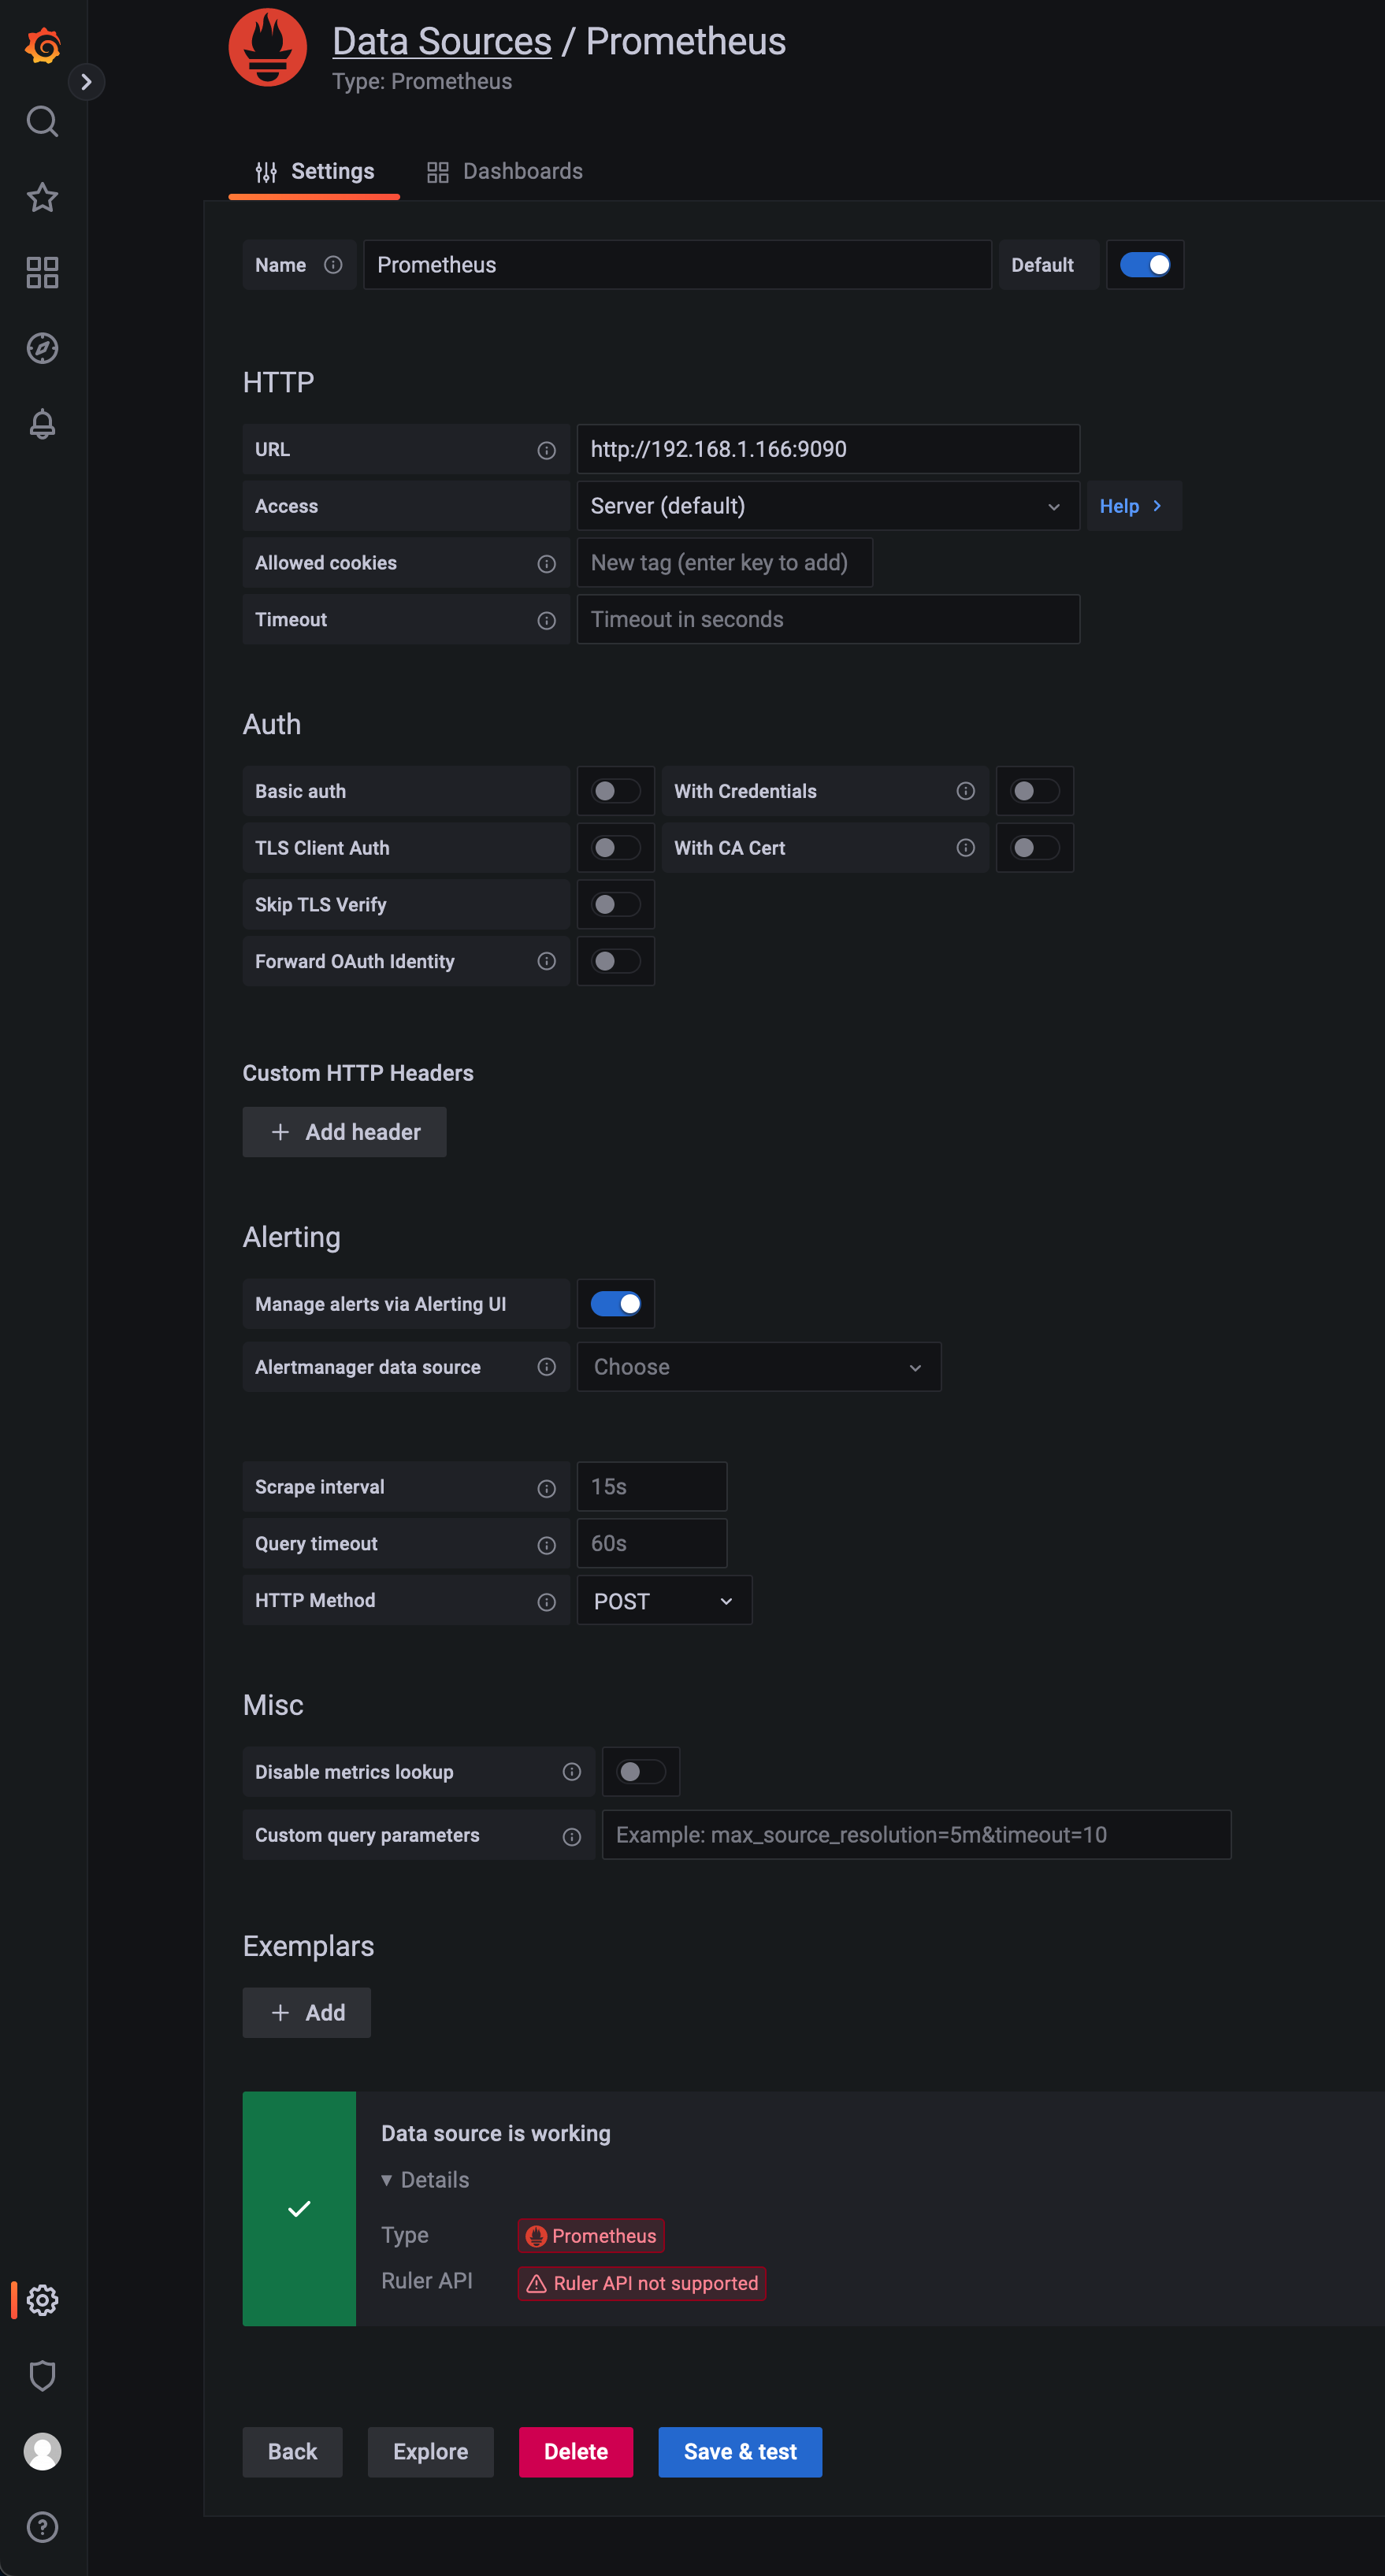 Data Sources / Prometheus
Type: Prometheus
Settings Dashboards
Name Prometheus Default
HTTP
URL http://192.168.1.166:9090
Access Server (default) Help
Allowed cookies New tag (enter key to add)
Timeout Timeout in seconds
Auth
Basic auth With Credentials
TLS Client Auth With CA Cert
Skip TLS Verify
Forward OAuth Identity
Custom HTTP Headers
Add header
Alerting
Manage alerts via Alerting UI
Alertmanager data source Choose
Scrape interval 15s
Query timeout 60s
HTTP Method POST
Misc
Disable metrics lookup
Custom query parameters Example: max_source_resolution=5m&timeout=10
Exemplars
Add
Data source is working
Details
Type Prometheus
Ruler API Ruler API not supported
Back Explore Delete Save & test